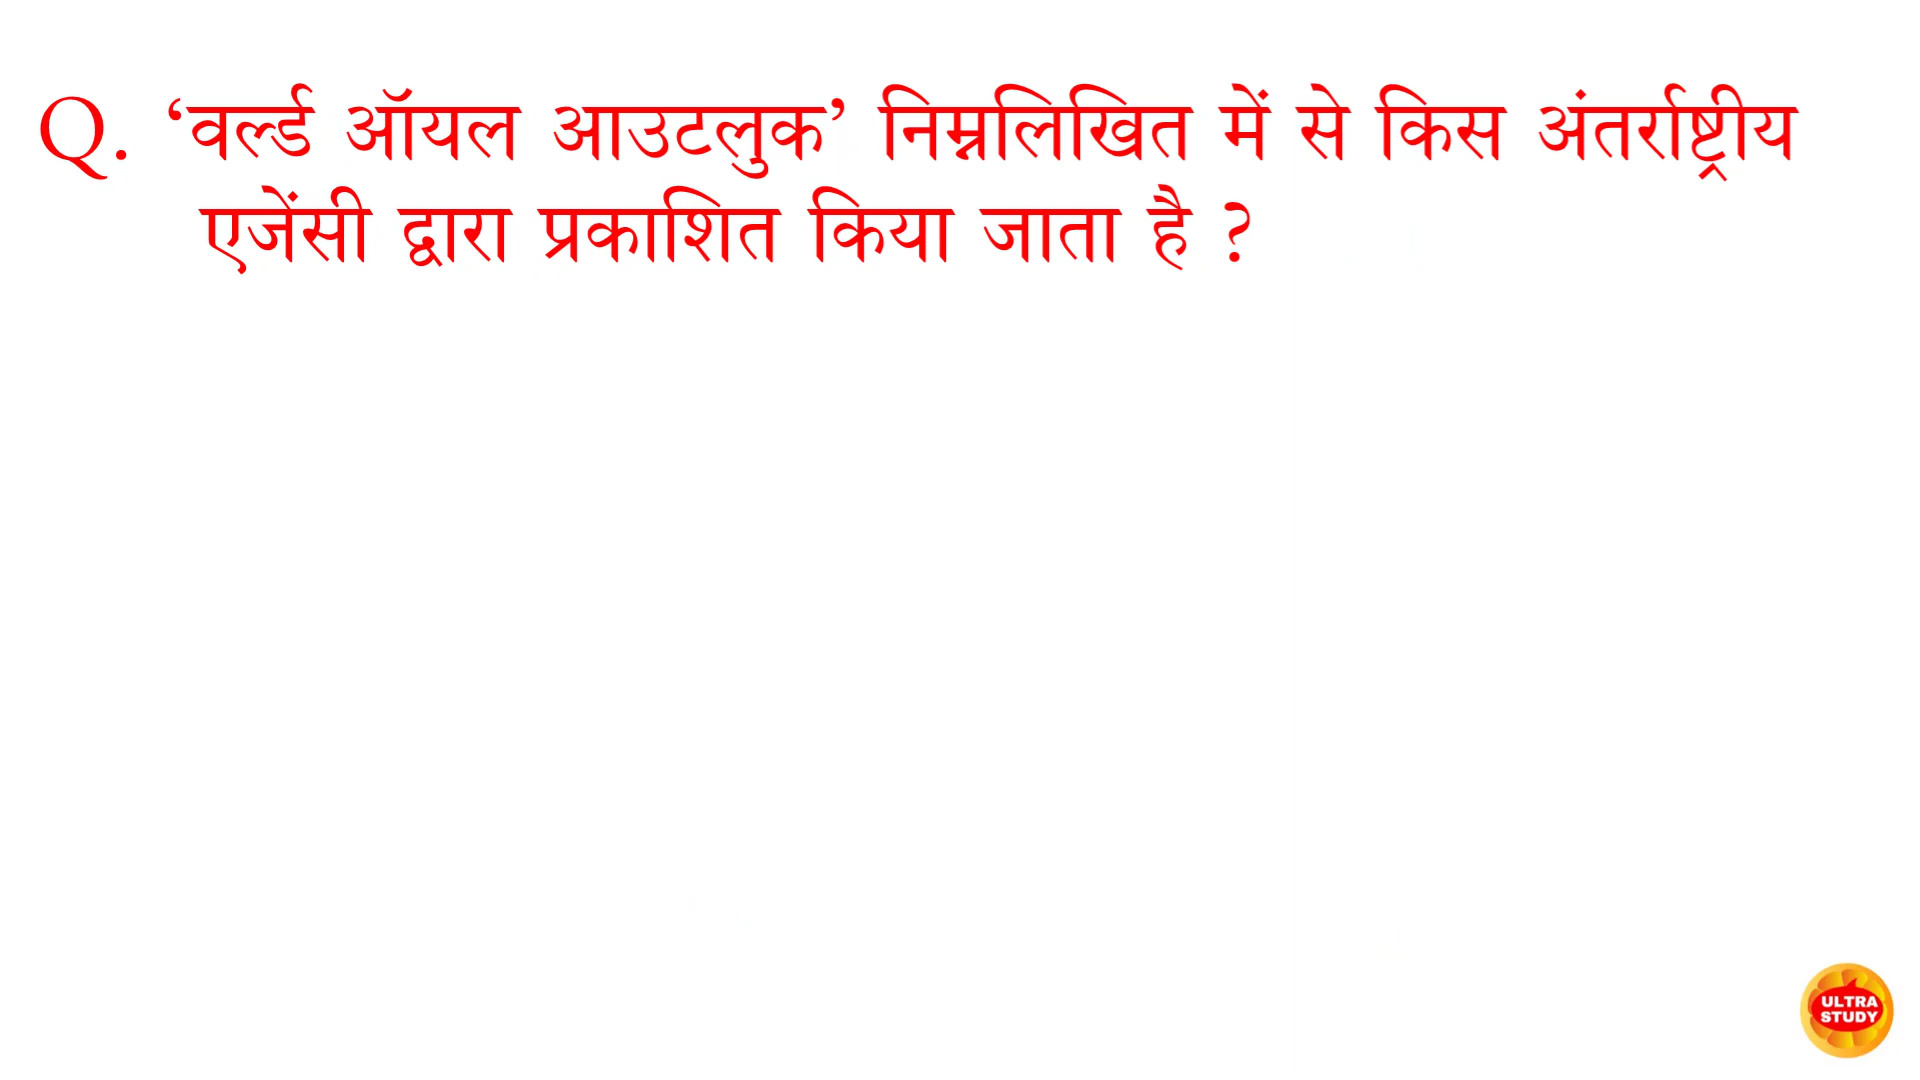 Q. ‘वर्ल्ड ऑयल आउटलुक’ निम्नलिखित में से किस अंतर्राष्ट्रीय
एजेंसी द्वारा प्रकाशित किया जाता है ?
ULTRA
STUDY